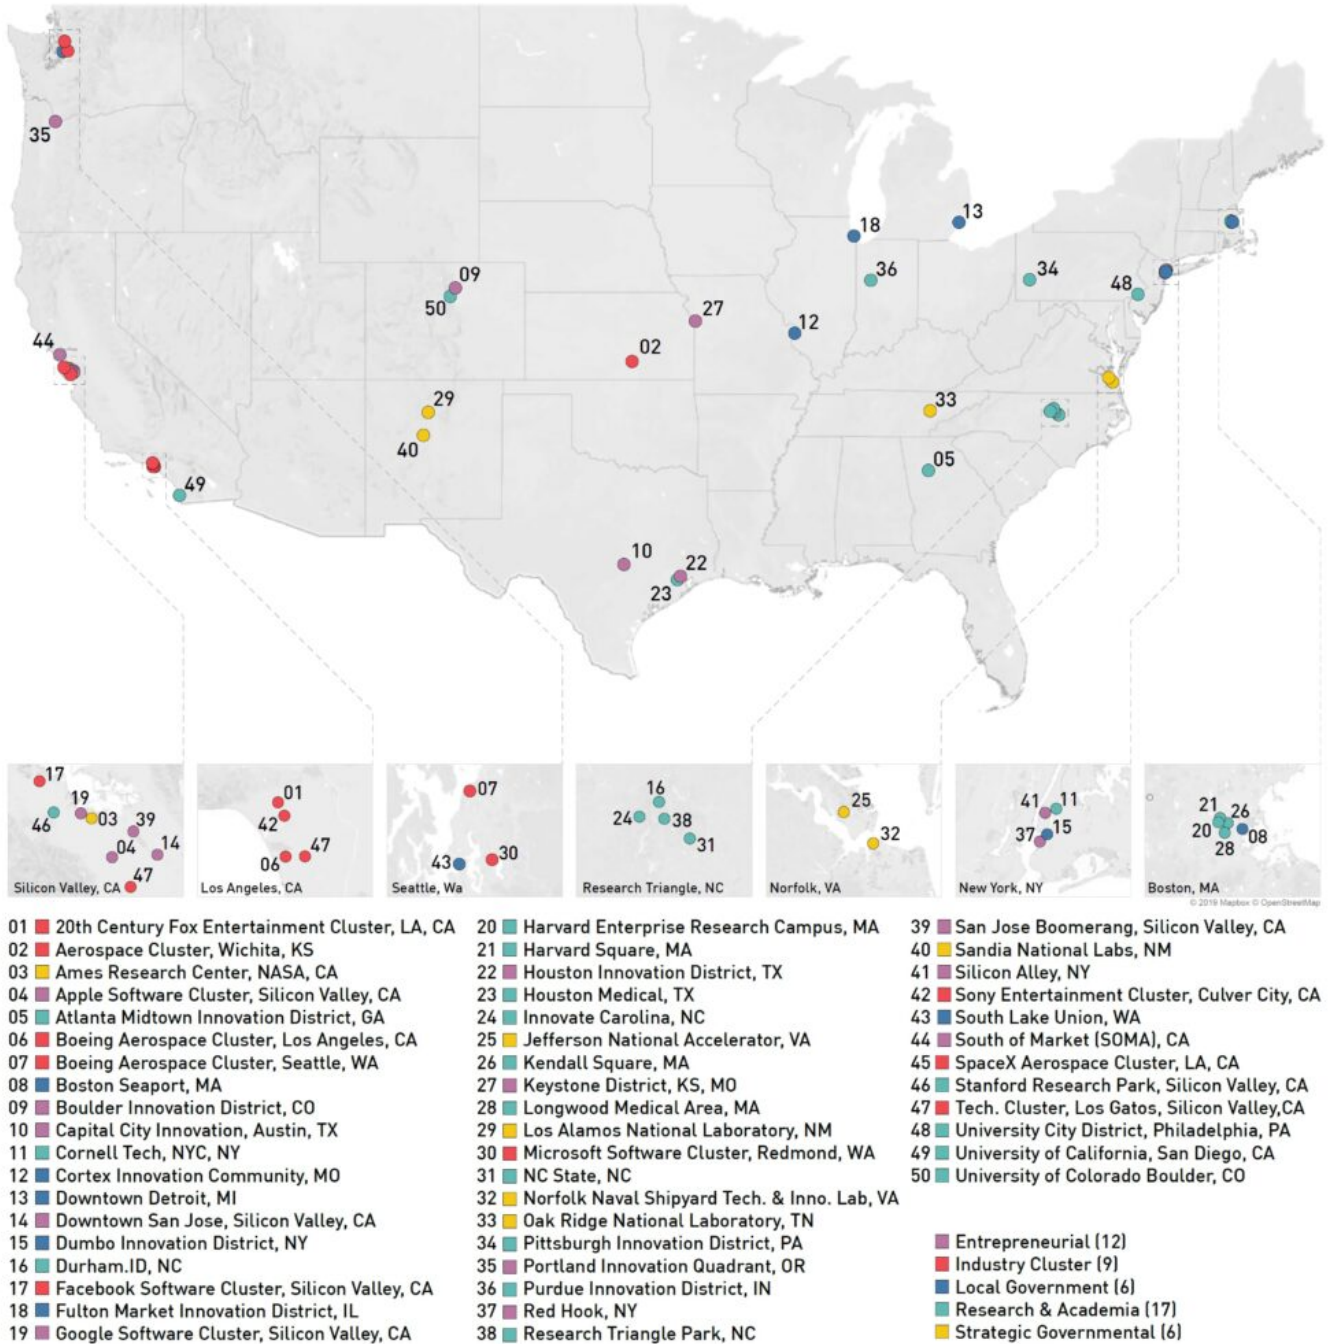 35
44
49
09
50
29
40
02
27
10
22
23
12
18
36
13
34
48
33
05
17
19
46
03
39
04
14
47
Silicon Valley, CA
01
42
06
47
Los Angeles, CA
07
43
30
Seattle, Wa
16
24
38
31
Research Triangle, NC
25
32
Norfolk, VA
41
11
37
15
New York, NY
21
26
20
08
28
Boston, MA
© 2019 Mapbox © OpenStreetMap
01 20th Century Fox Entertainment Cluster, LA, CA
02 Aerospace Cluster, Wichita, KS
03 Ames Research Center, NASA, CA
04 Apple Software Cluster, Silicon Valley, CA
05 Atlanta Midtown Innovation District, GA
06 Boeing Aerospace Cluster, Los Angeles, CA
07 Boeing Aerospace Cluster, Seattle, WA
08 Boston Seaport, MA
09 Boulder Innovation District, CO
10 Capital City Innovation, Austin, TX
11 Cornell Tech, NYC, NY
12 Cortex Innovation Community, MO
13 Downtown Detroit, MI
14 Downtown San Jose, Silicon Valley, CA
15 Dumbo Innovation District, NY
16 Durham.ID, NC
17 Facebook Software Cluster, Silicon Valley, CA
18 Fulton Market Innovation District, IL
19 Google Software Cluster, Silicon Valley, CA
20 Harvard Enterprise Research Campus, MA
21 Harvard Square, MA
22 Houston Innovation District, TX
23 Houston Medical, TX
24 Innovate Carolina, NC
25 Jefferson National Accelerator, VA
26 Kendall Square, MA
27 Keystone District, KS, MO
28 Longwood Medical Area, MA
29 Los Alamos National Laboratory, NM
30 Microsoft Software Cluster, Redmond, WA
31 NC State, NC
32 Norfolk Naval Shipyard Tech. & Inno. Lab, VA
33 Oak Ridge National Laboratory, TN
34 Pittsburgh Innovation District, PA
35 Portland Innovation Quadrant, OR
36 Purdue Innovation District, IN
37 Red Hook, NY
38 Research Triangle Park, NC
39 San Jose Boomerang, Silicon Valley, CA
40 Sandia National Labs, NM
41 Silicon Alley, NY
42 Sony Entertainment Cluster, Culver City, CA
43 South Lake Union, WA
44 South of Market (SOMA), CA
45 SpaceX Aerospace Cluster, LA, CA
46 Stanford Research Park, Silicon Valley, CA
47 Tech. Cluster, Los Gatos, Silicon Valley,CA
48 University City District, Philadelphia, PA
49 University of California, San Diego, CA
50 University of Colorado Boulder, CO
Entrepreneurial (12)
Industry Cluster (9)
Local Government (6)
Research & Academia (17)
Strategic Governmental (6)